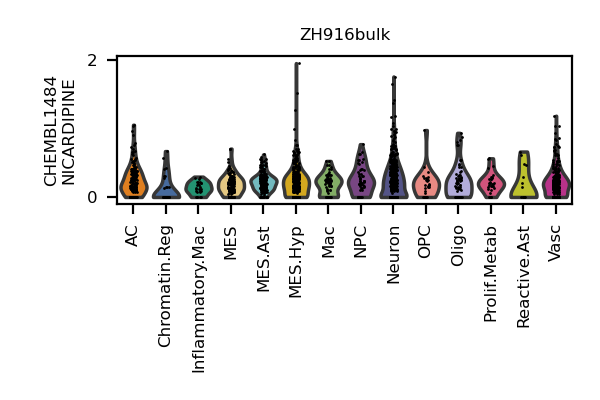 ZH916bulk
CHEMBL1484
NICARDIPINE
2
0
AC
Chromatin.Reg
Inflammatory.Mac
MES
MES.Ast
MES.Hyp
Mac
NPC
Neuron
OPC
Oligo
Prolif.Metab
Reactive.Ast
Vasc